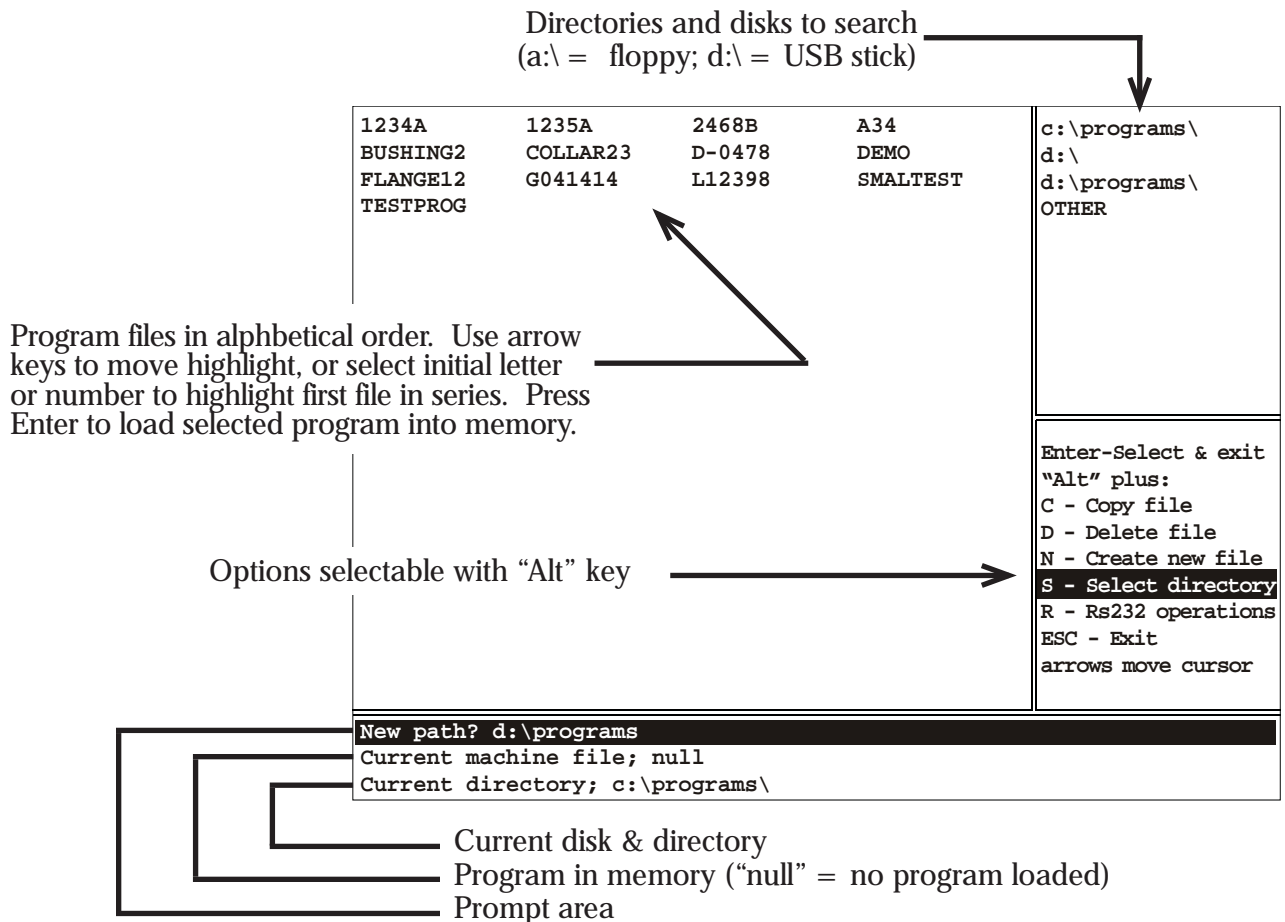 Directories and disks to search
(a:\ = floppy; d:\ = USB stick)
1234A 1235A 2468B A34
BUSHING2 COLLAR23 D-0478 DEMO
FLANGE12 G041414 L12398 SMALTEST
TESTPROG
c:\programs\
d:\
d:\programs\
OTHER
Program files in alphbetical order. Use arrow
keys to move highlight, or select initial letter
or number to highlight first file in series. Press
Enter to load selected program into memory.
Enter-Select & exit
“Alt” plus:
C - Copy file
D - Delete file
N - Create new file
S - Select directory
R - Rs232 operations
ESC - Exit
arrows move cursor
Options selectable with “Alt” key
New path? d:\programs
Current machine file; null
Current directory; c:\programs\
Current disk & directory
Program in memory (“null” = no program loaded)
Prompt area